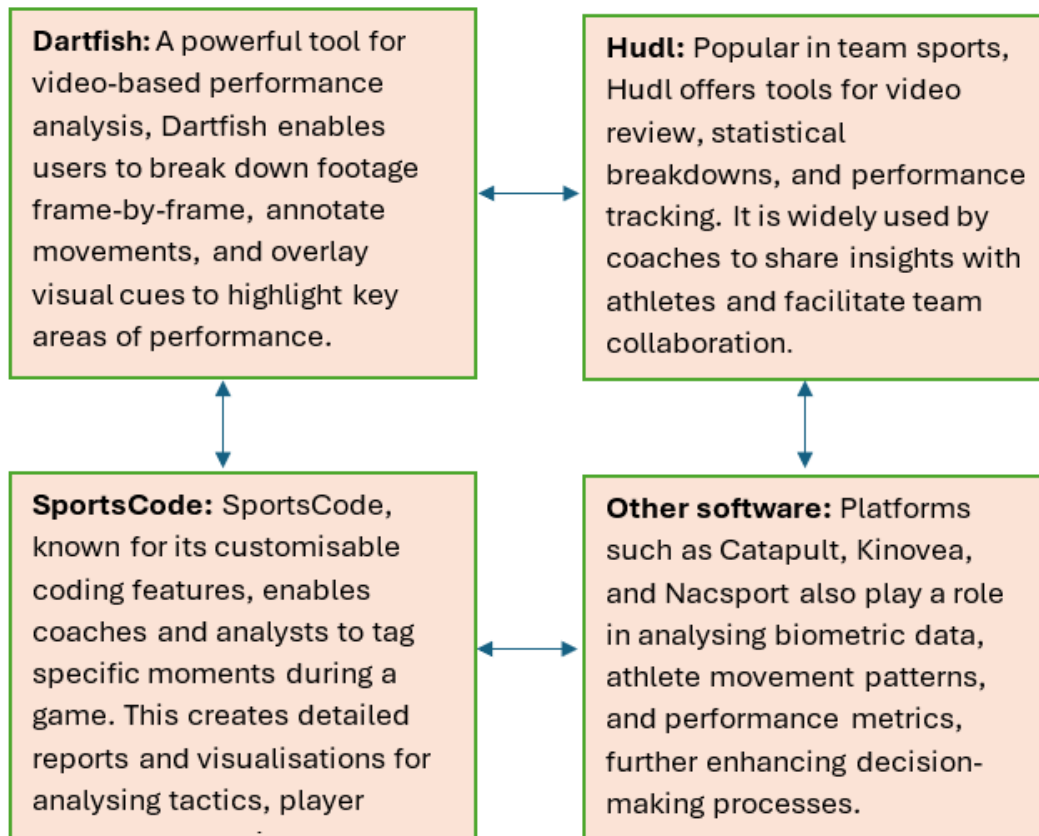 Dartfish: A powerful tool for
video-based performance
analysis, Dartfish enables
users to break down footage
frame-by-frame, annotate
movements, and overlay
visual cues to highlight key
areas of performance.
Hudl: Popular in team sports,
Hudl offers tools for video
review, statistical
breakdowns, and performance
tracking. It is widely used by
coaches to share insights with
athletes and facilitate team
collaboration.
SportsCode: SportsCode,
known for its customisable
coding features, enables
coaches and analysts to tag
specific moments during a
game. This creates detailed
reports and visualisations for
analysing tactics, player
Other software: Platforms
such as Catapult, Kinovea,
and Nacsport also play a role
in analysing biometric data,
athlete movement patterns,
and performance metrics,
further enhancing decision-
making processes.